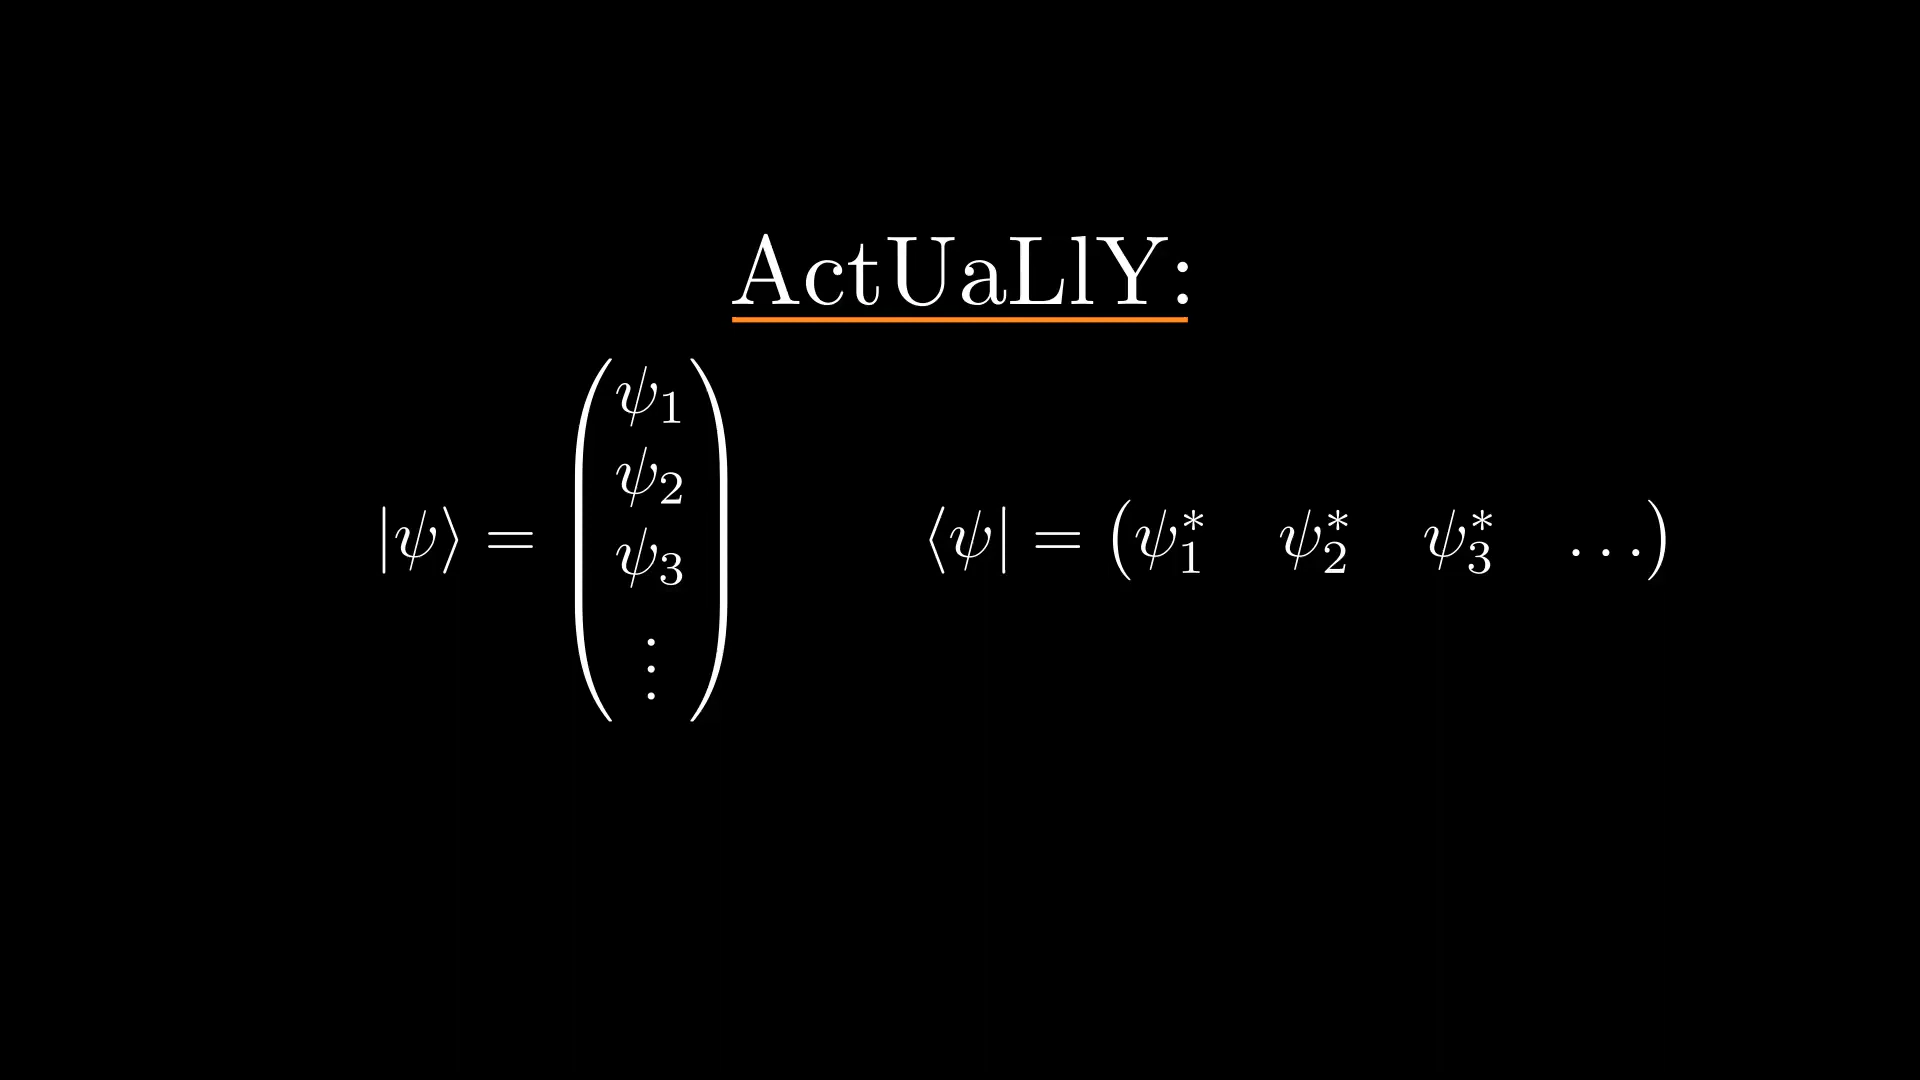 ActUaLlY:
|ψ⟩ = (ψ₁ ψ₂ ψ₃ ⋮)
⟨ψ| = (ψ₁* ψ₂* ψ₃* …)